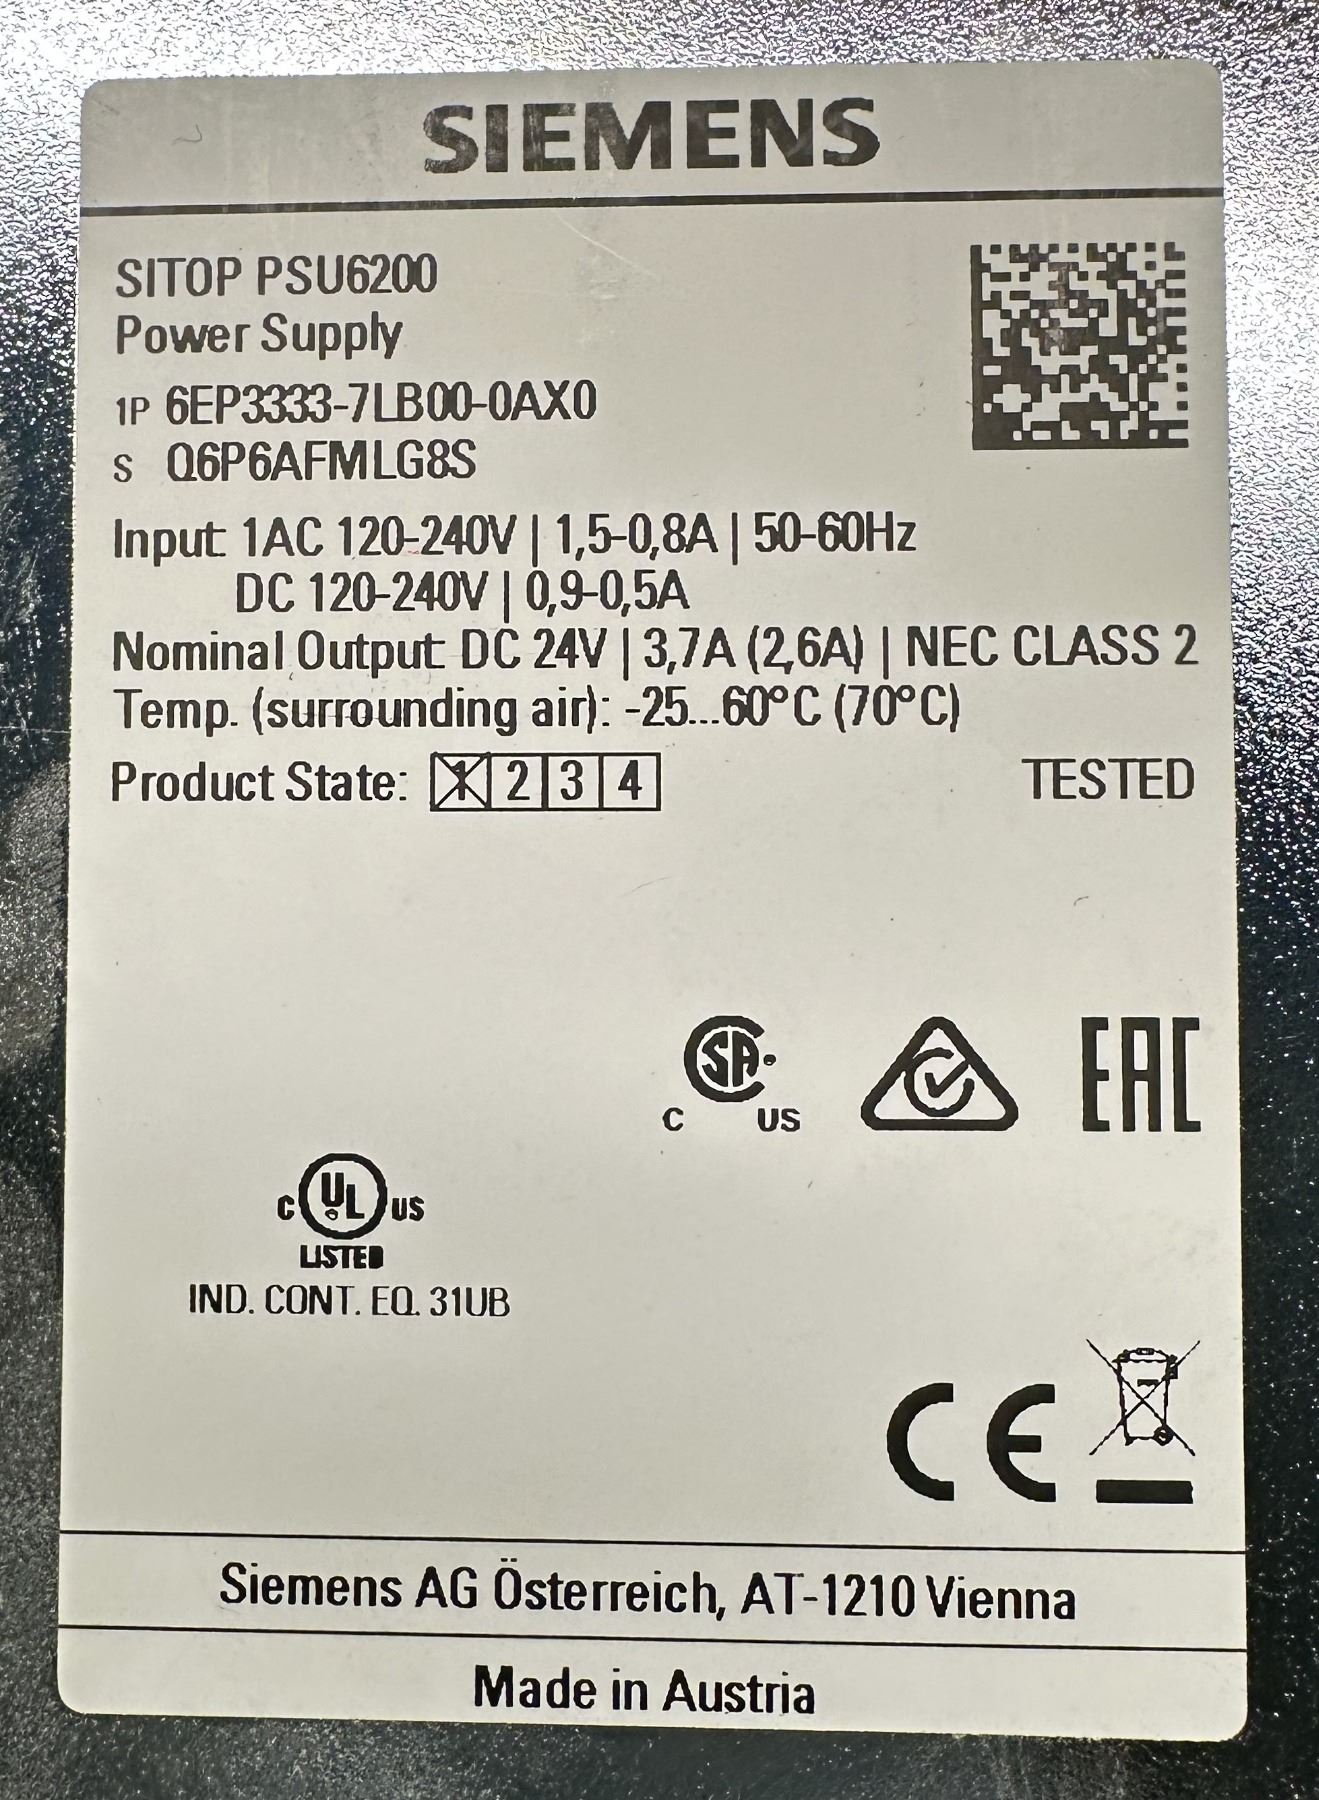 SIEMENS
SITOP PSU6200
Power Supply
1P 6EP3333-7LB00-0AX0
S Q6P6AFMLG8S
Input: 1AC 120-240V | 1,5-0,8A | 50-60Hz
DC 120-240V | 0,9-0,5A
Nominal Output: DC 24V | 3,7A (2,6A) | NEC CLASS 2
Temp. (surrounding air): -25...60°C (70°C)
Product State: 1 2 3 4 TESTED
SA
C US
EAC
C UL US
LISTED
IND. CONT. EQ. 31UB
CE
Siemens AG Österreich, AT-1210 Vienna
Made in Austria